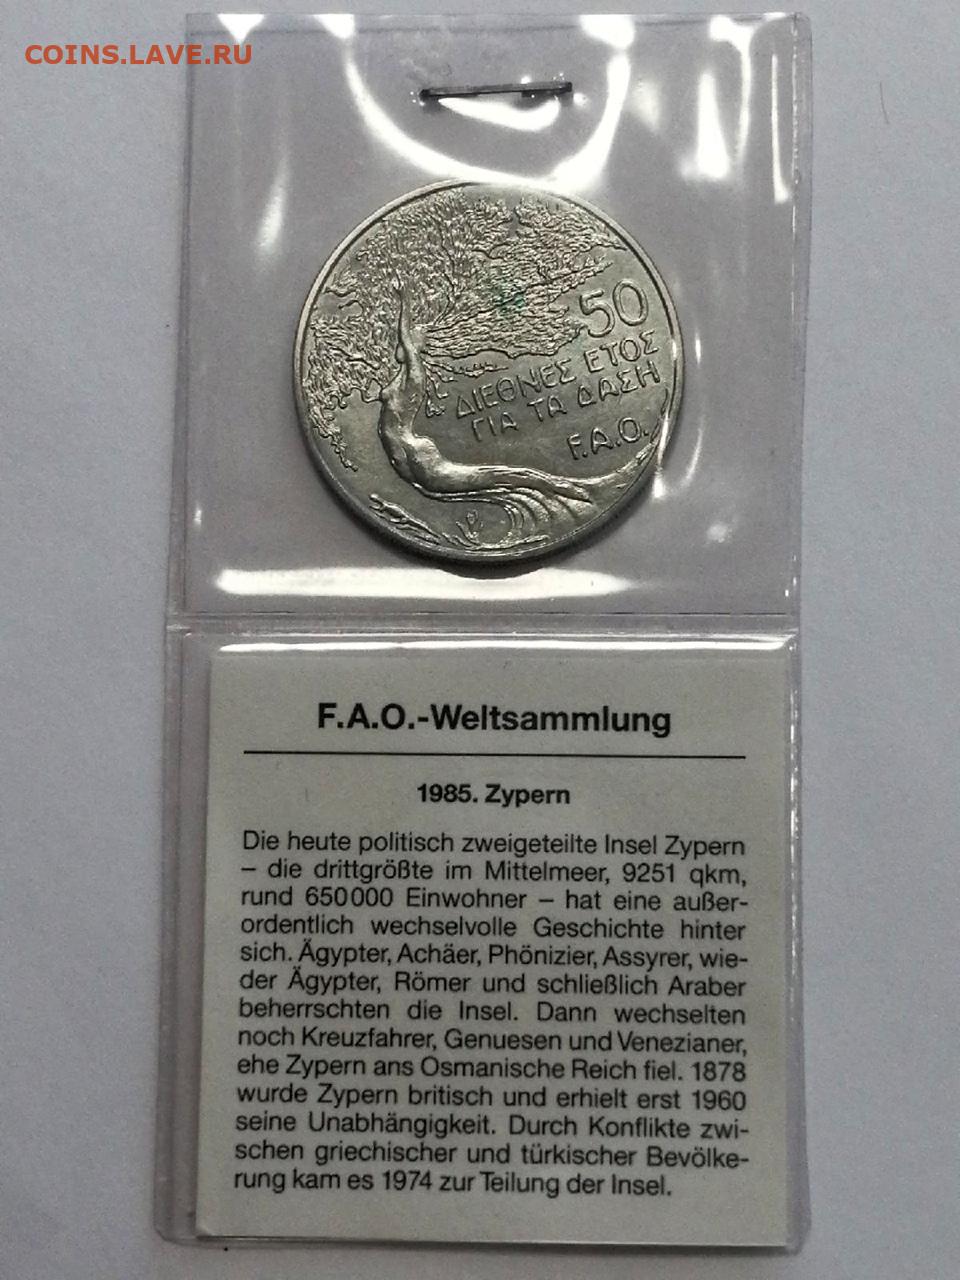 COINS.LAVE.RU
50
ΔΙΕΘΝΕΣ ΕΤΟΣ
ΓΙΑ ΤΑ ΔΑΣΗ
F.A.O.
F.A.O.-Weltsammlung
1985. Zypern
Die heute politisch zweigeteilte Insel Zypern
– die drittgrößte im Mittelmeer, 9251 qkm,
rund 650000 Einwohner – hat eine außer-
ordentlich wechselvolle Geschichte hinter
sich. Ägypter, Achäer, Phönizier, Assyrer, wie-
der Ägypter, Römer und schließlich Araber
beherrschten die Insel. Dann wechselten
noch Kreuzfahrer, Genuesen und Venezianer,
ehe Zypern ans Osmanische Reich fiel. 1878
wurde Zypern britisch und erhielt erst 1960
seine Unabhängigkeit. Durch Konflikte zwi-
schen griechischer und türkischer Bevölke-
rung kam es 1974 zur Teilung der Insel.